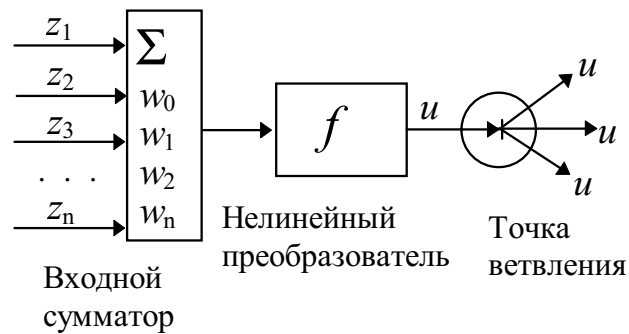 z1
z2
z3
. . .
zn
Σ
w0
w1
w2
wn
f
u
u
u
u
Входной
сумматор
Нелинейный
преобразователь
Точка
ветвления